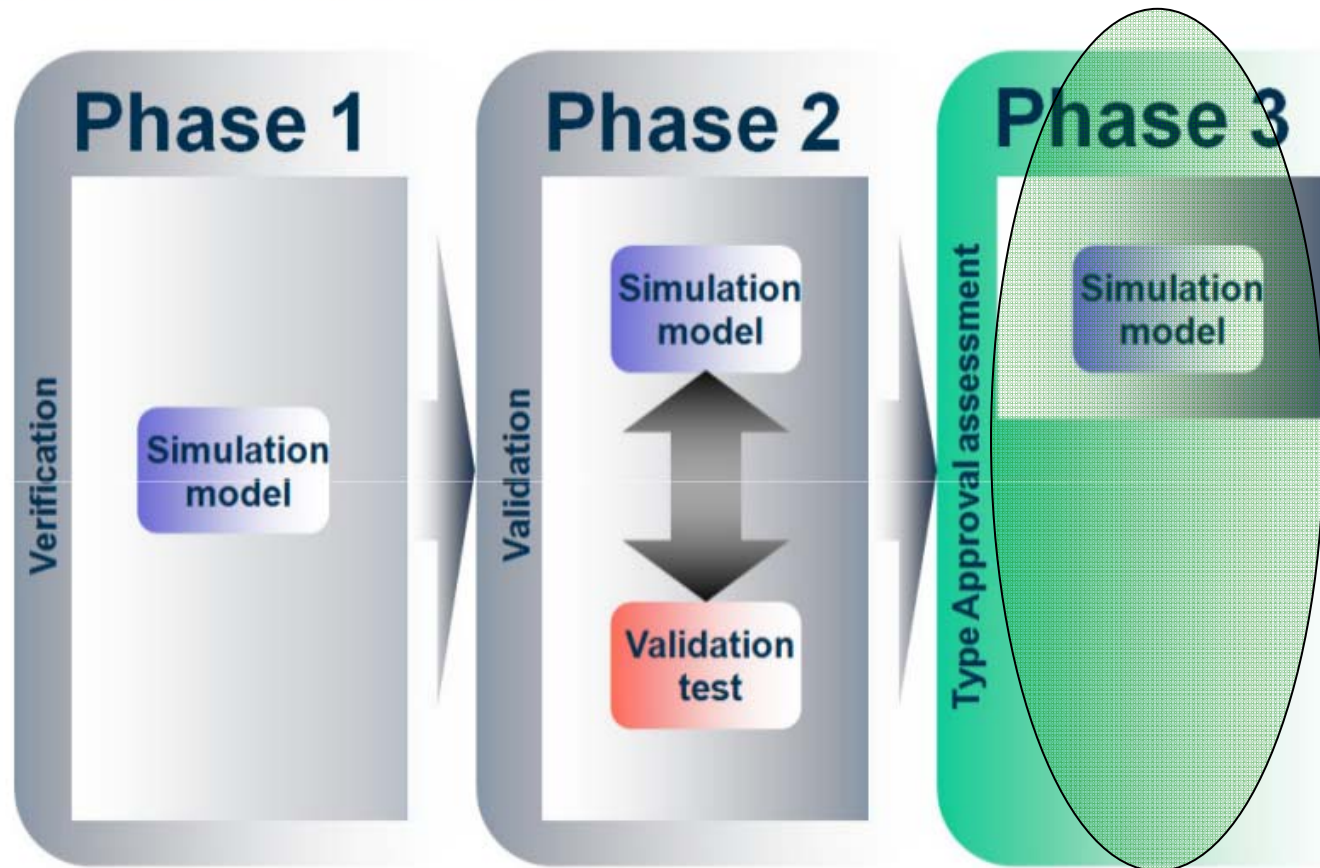 Phase 1
Verification
Simulation
model
Phase 2
Validation
Simulation
model
Validation
test
Phase 3
Type Approval assessment
Simulation
model